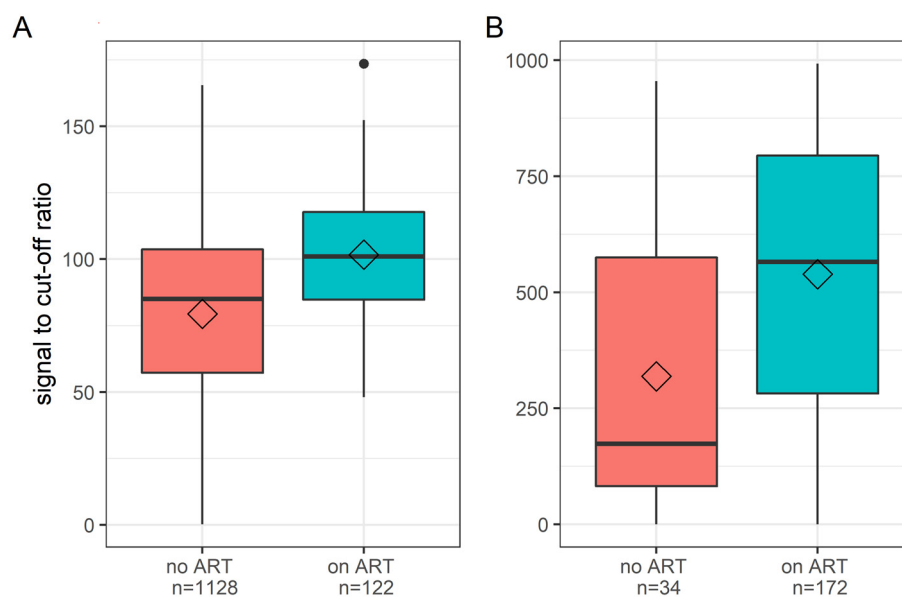 A
B
signal to cut-off ratio
150
100
50
0
no ART
n=1128
on ART
n=122
1000
750
500
250
0
no ART
n=34
on ART
n=172